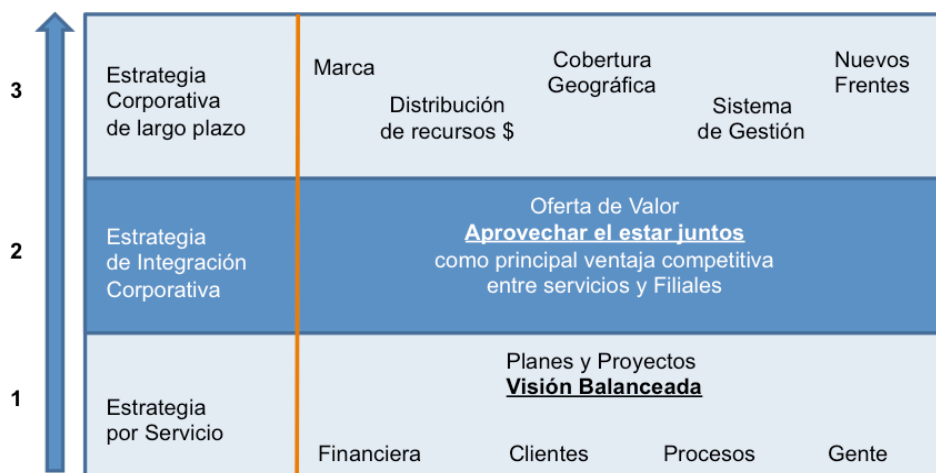 3
Estrategia
Corporativa
de largo plazo
Marca
Distribución
de recursos $
Cobertura
Geográfica
Sistema
de Gestión
Nuevos
Frentes
2
Estrategia
de Integración
Corporativa
Oferta de Valor
Aprovechar el estar juntos
como principal ventaja competitiva
entre servicios y Filiales
1
Estrategia
por Servicio
Planes y Proyectos
Visión Balanceada
Financiera
Clientes
Procesos
Gente